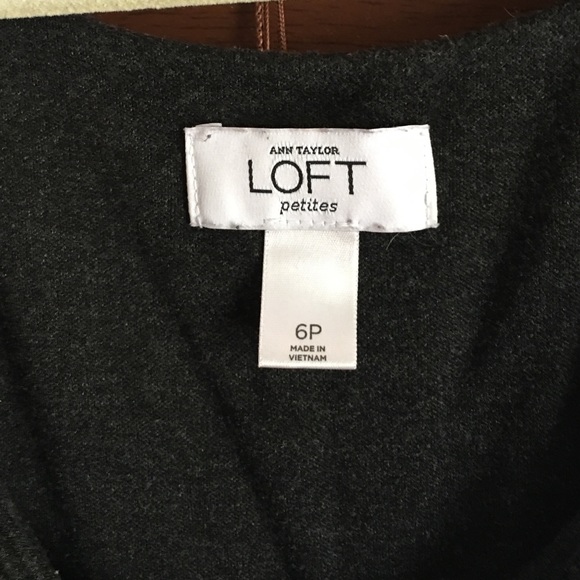 ANN TAYLOR
LOFT
petites
6P
MADE IN
VIETNAM